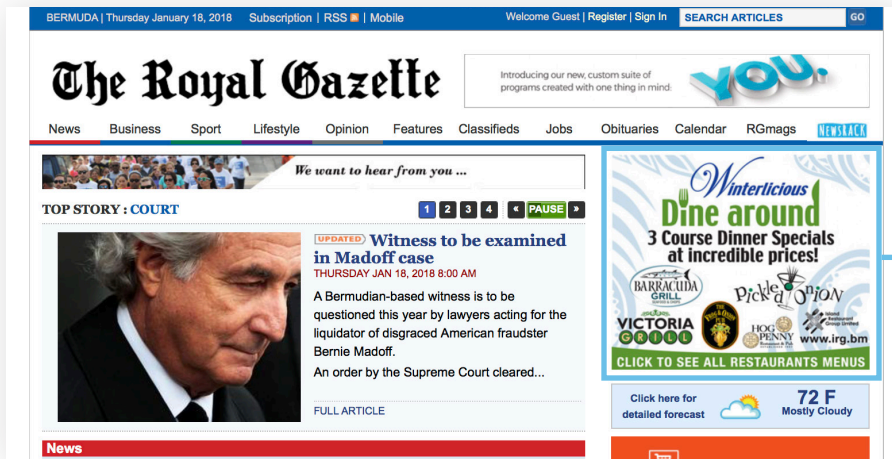 BERMUDA | Thursday January 18, 2018 Subscription | RSS | Mobile Welcome Guest | Register | Sign In SEARCH ARTICLES GO
The Royal Gazette
Introducing our new, custom suite of
programs created with one thing in mind:
YOU.
News Business Sport Lifestyle Opinion Features Classifieds Jobs Obituaries Calendar RGmags NEWSRACK
We want to hear from you ...
TOP STORY : COURT 1 2 3 4 « PAUSE »
UPDATED Witness to be examined
in Madoff case
THURSDAY JAN 18, 2018 8:00 AM
A Bermudian-based witness is to be
questioned this year by lawyers acting for the
liquidator of disgraced American fraudster
Bernie Madoff.
An order by the Supreme Court cleared...
FULL ARTICLE
News
Winterlicious
Dine around
3 Course Dinner Specials
at incredible prices!
BARRACUDA
GRILL
Pickled Onion
VICTORIA
GRILL
FROG & ONION
PUB
HOG
PENNY
Island
Restaurant
Group Limited
www.irg.bm
CLICK TO SEE ALL RESTAURANTS MENUS
Click here for
detailed forecast
72 F
Mostly Cloudy